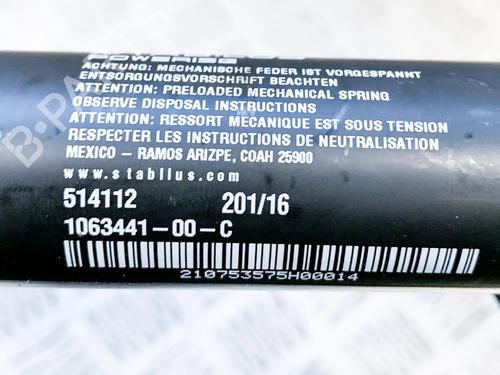 POWERISE
ACHTUNG: MECHANISCHE FEDER IST VORGESPANNT
ENTSORGUNGSVORSCHRIFT BEACHTEN
ATTENTION: PRELOADED MECHANICAL SPRING
OBSERVE DISPOSAL INSTRUCTIONS
ATTENTION: RESSORT MECANIQUE EST SOUS TENSION
RESPECTER LES INSTRUCTIONS DE NEUTRALISATION
MEXICO – RAMOS ARIZPE, COAH 25900
www.stabilus.com
514112 201/16
1063441-00-C
210753575H00014
B-PARTS